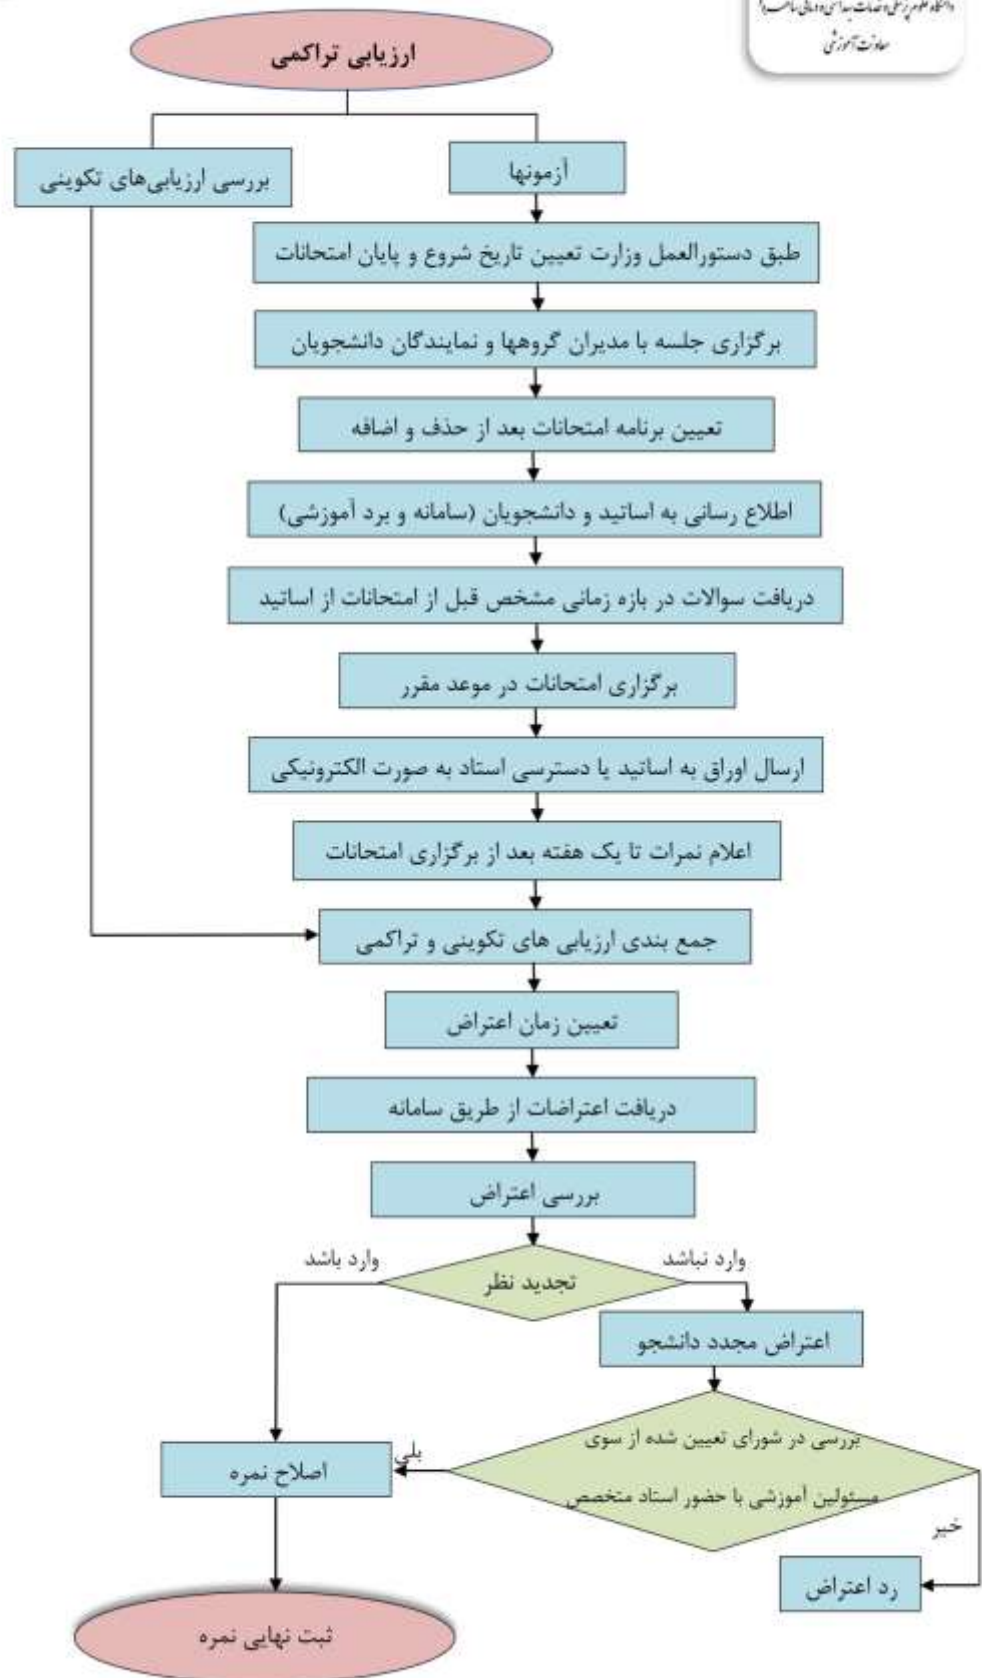 معاونت آموزشی
ارزیابی تراکمی
آزمونها
بررسی ارزیابی‌های تکوینی
طبق دستورالعمل وزارت تعیین تاریخ شروع و پایان امتحانات
برگزاری جلسه با مدیران گروهها و نمایندگان دانشجویان
تعیین برنامه امتحانات بعد از حذف و اضافه
اطلاع رسانی به اساتید و دانشجویان (سامانه و برد آموزشی)
دریافت سوالات در بازه زمانی مشخص قبل از امتحانات از اساتید
برگزاری امتحانات در موعد مقرر
ارسال اوراق به اساتید یا دسترسی استاد به صورت الکترونیکی
اعلام نمرات تا یک هفته بعد از برگزاری امتحانات
جمع بندی ارزیابی های تکوینی و تراکمی
تعیین زمان اعتراض
دریافت اعتراضات از طریق سامانه
بررسی اعتراض
وارد نباشد
وارد باشد
تجدید نظر
اعتراض مجدد دانشجو
بررسی در شورای تعیین شده از سوی
مسئولین آموزشی با حضور استاد متخصص
بلی
اصلاح نمره
خیر
رد اعتراض
ثبت نهایی نمره